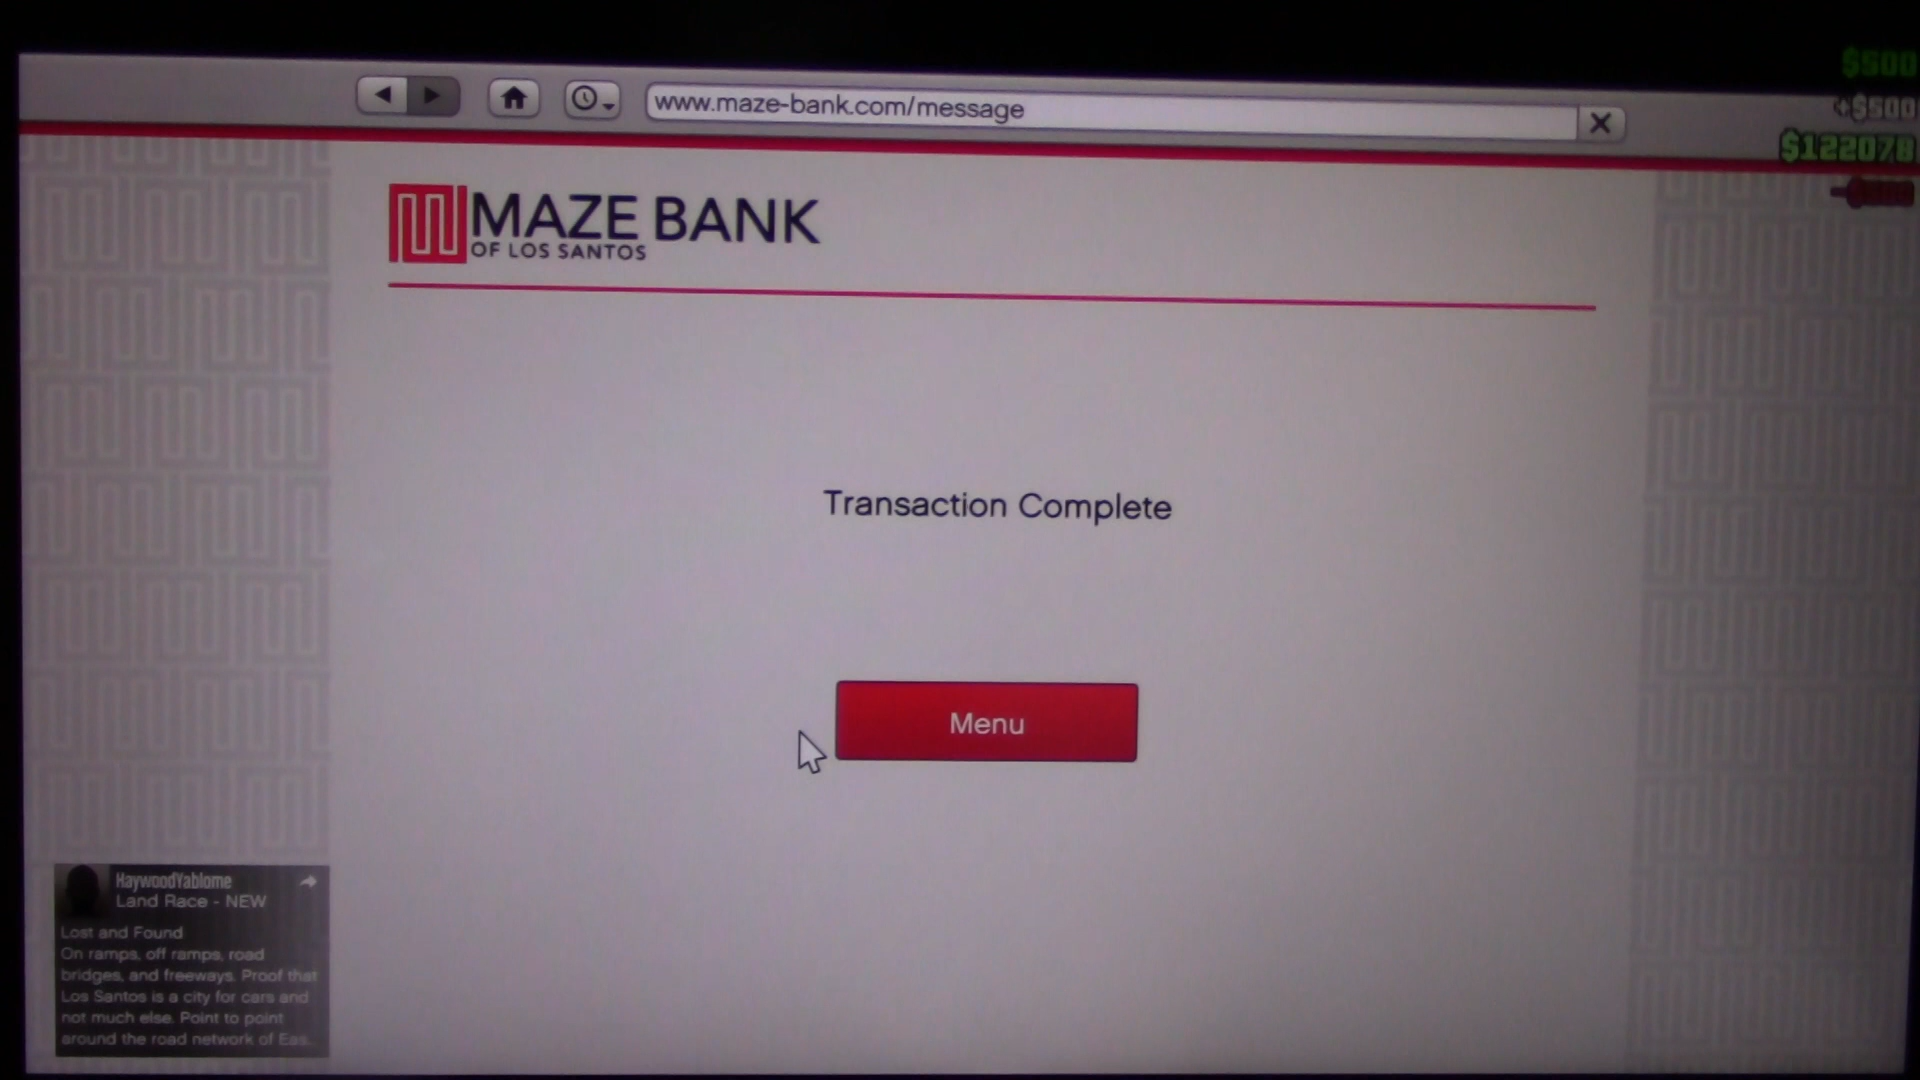 www.maze-bank.com/message
$500
+$500
$122078
MAZE BANK
OF LOS SANTOS
Transaction Complete
Menu
HaywoodYablome
Land Race - NEW
Lost and Found
On ramps, off ramps, road
bridges, and freeways. Proof that
Los Santos is a city for cars and
not much else. Point to point
around the road network of Eas...